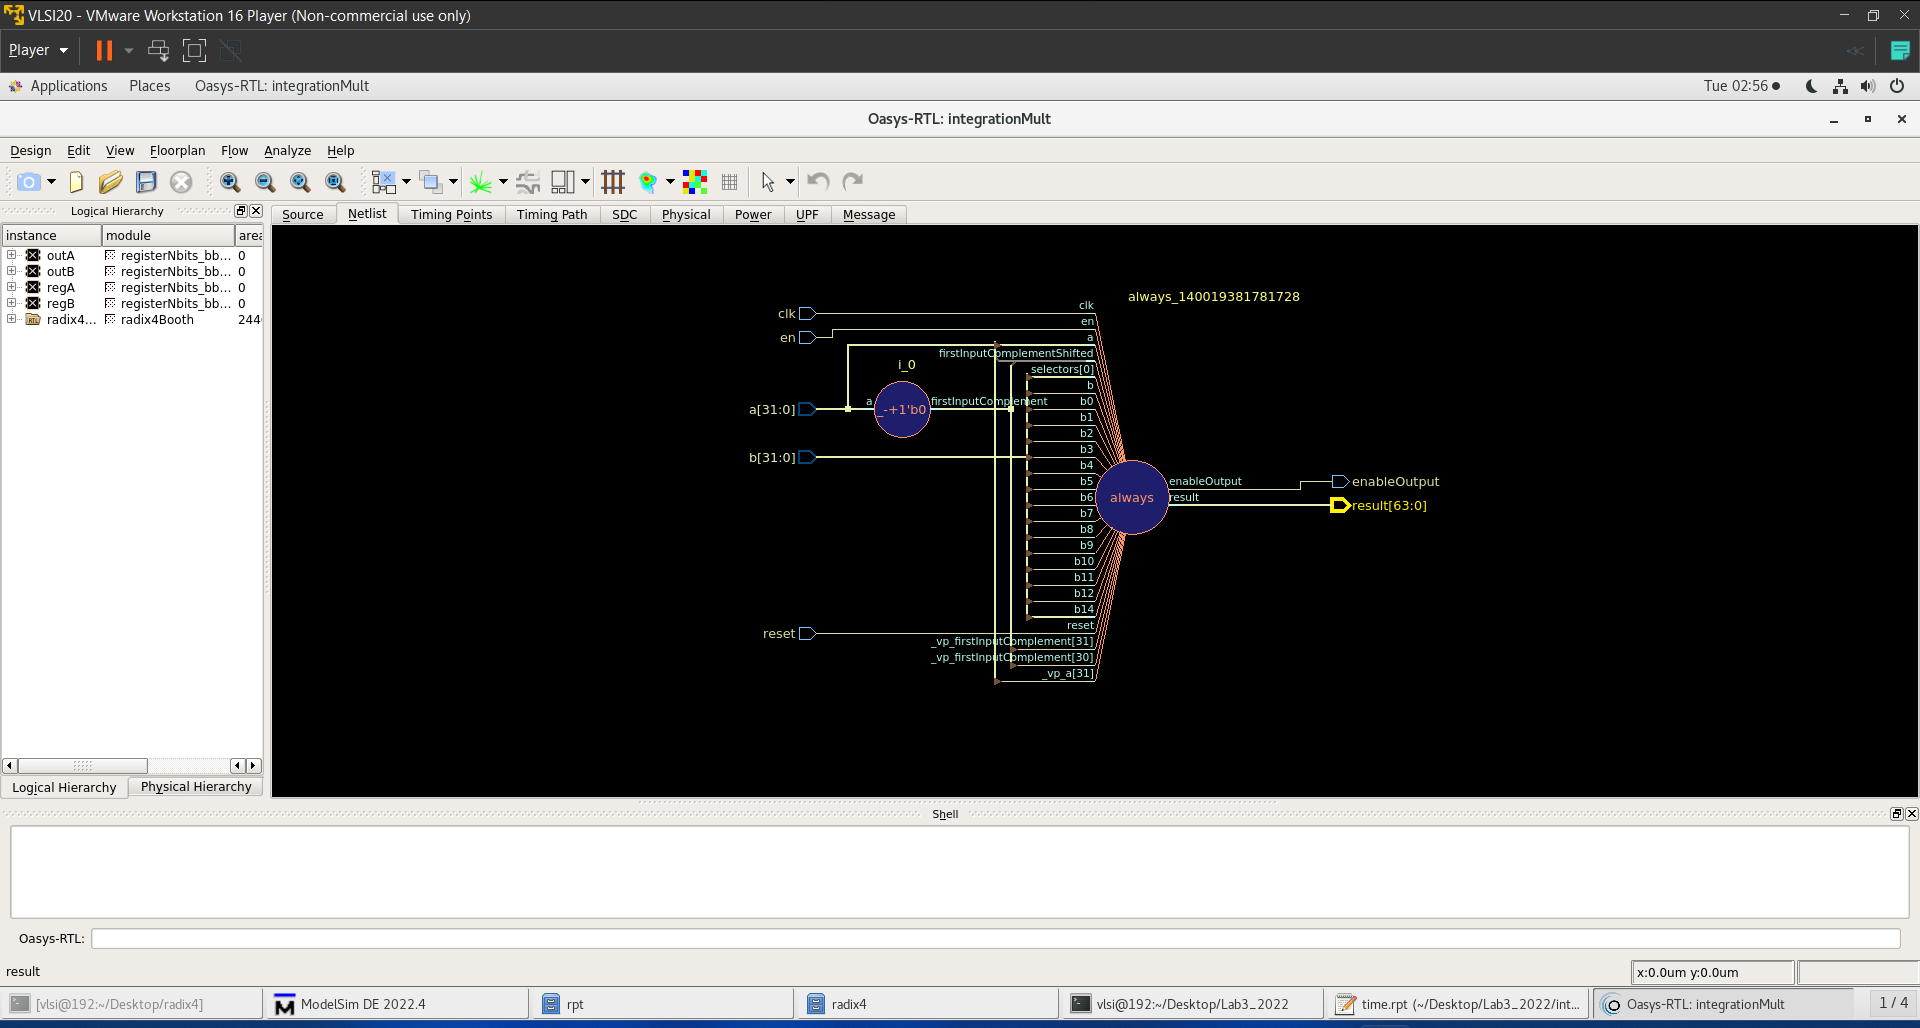 VLSI20 - VMware Workstation 16 Player (Non-commercial use only)
Player
Applications Places Oasys-RTL: integrationMult Tue 02:56
Oasys-RTL: integrationMult
Design Edit View Floorplan Flow Analyze Help
Logical Hierarchy
Source Netlist Timing Points Timing Path SDC Physical Power UPF Message
instance module area
outA registerNbits_bb... 0
outB registerNbits_bb... 0
regA registerNbits_bb... 0
regB registerNbits_bb... 0
radix4... radix4Booth 244
always_140019381781728
clk
clk
en
en
a
firstInputComplementShifted
i_0
selectors[0]
b
a[31:0]
a
_-+1'b0
firstInputComplement
b0
b1
b2
b3
b[31:0]
b4
b5
b6
b7
b8
b9
b10
b11
b12
b14
always
enableOutput
enableOutput
result
result[63:0]
reset
reset
_vp_firstInputComplement[31]
_vp_firstInputComplement[30]
_vp_a[31]
Logical Hierarchy Physical Hierarchy
Shell
Oasys-RTL:
result
x:0.0um y:0.0um
[vlsi@192:~/Desktop/radix4] ModelSim DE 2022.4 rpt radix4 vlsi@192:~/Desktop/Lab3_2022 time.rpt (~/Desktop/Lab3_2022/int... Oasys-RTL: integrationMult 1 / 4